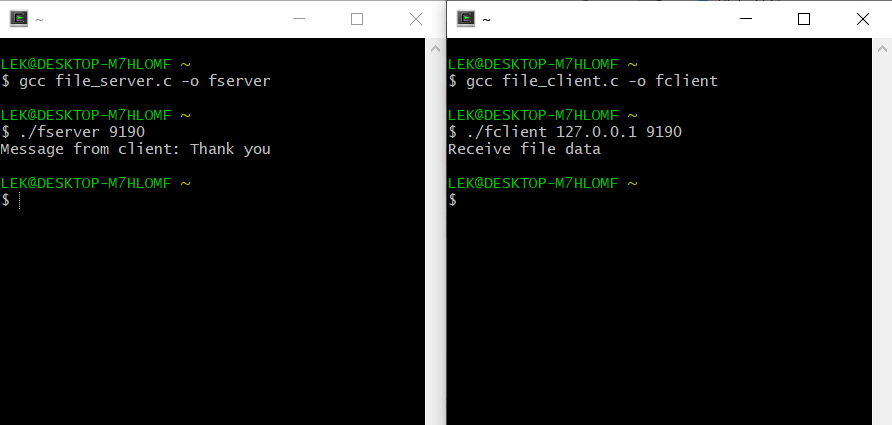 ~
LEK@DESKTOP-M7HLOMF ~
$ gcc file_server.c -o fserver
LEK@DESKTOP-M7HLOMF ~
$ ./fserver 9190
Message from client: Thank you
LEK@DESKTOP-M7HLOMF ~
$
~
LEK@DESKTOP-M7HLOMF ~
$ gcc file_client.c -o fclient
LEK@DESKTOP-M7HLOMF ~
$ ./fclient 127.0.0.1 9190
Receive file data
LEK@DESKTOP-M7HLOMF ~
$